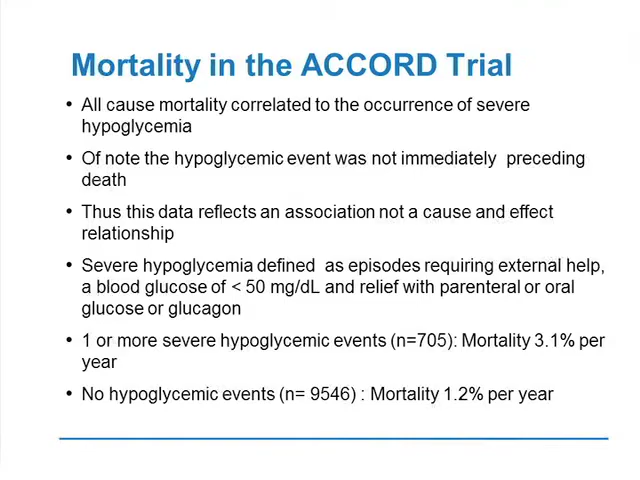 Mortality in the ACCORD Trial
• All cause mortality correlated to the occurrence of severe
hypoglycemia
• Of note the hypoglycemic event was not immediately preceding
death
• Thus this data reflects an association not a cause and effect
relationship
• Severe hypoglycemia defined as episodes requiring external help,
a blood glucose of < 50 mg/dL and relief with parenteral or oral
glucose or glucagon
• 1 or more severe hypoglycemic events (n=705): Mortality 3.1% per
year
• No hypoglycemic events (n= 9546) : Mortality 1.2% per year